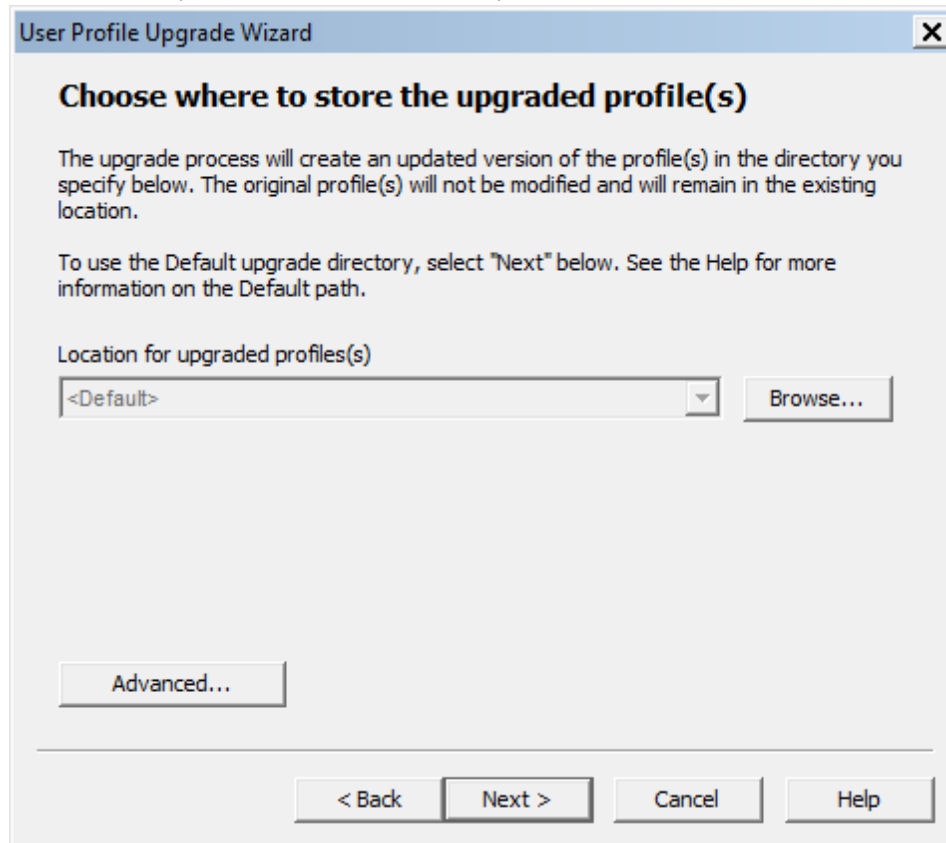 User Profile Upgrade Wizard
Choose where to store the upgraded profile(s)
The upgrade process will create an updated version of the profile(s) in the directory you
specify below. The original profile(s) will not be modified and will remain in the existing
location.
To use the Default upgrade directory, select "Next" below. See the Help for more
information on the Default path.
Location for upgraded profiles(s)
<Default>
Browse...
Advanced...
< Back
Next >
Cancel
Help